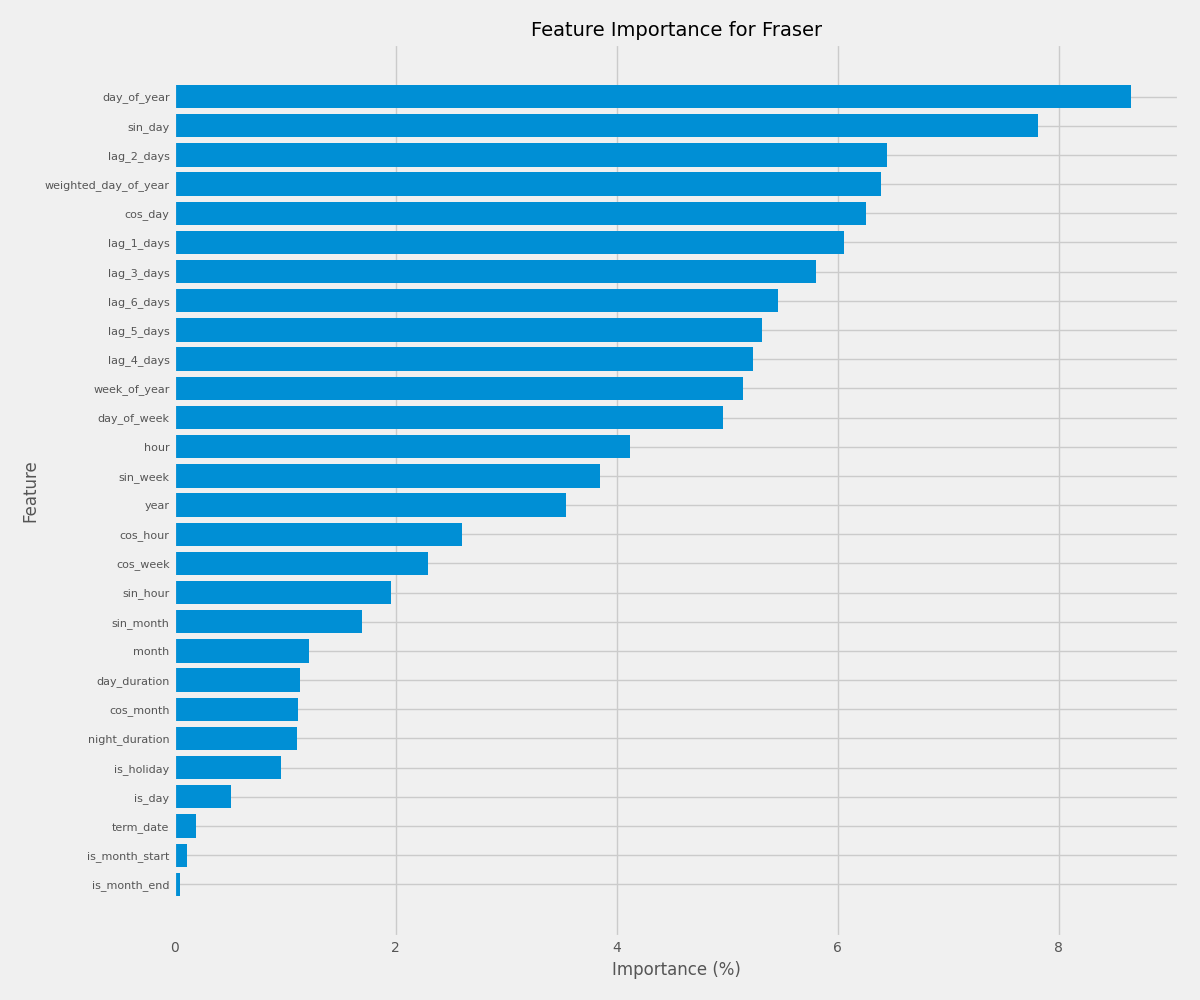 Feature Importance for Fraser
day_of_year
sin_day
lag_2_days
weighted_day_of_year
cos_day
lag_1_days
lag_3_days
lag_6_days
lag_5_days
lag_4_days
week_of_year
day_of_week
hour
sin_week
year
cos_hour
cos_week
sin_hour
sin_month
month
day_duration
cos_month
night_duration
is_holiday
is_day
term_date
is_month_start
is_month_end
Feature
0 2 4 6 8
Importance (%)